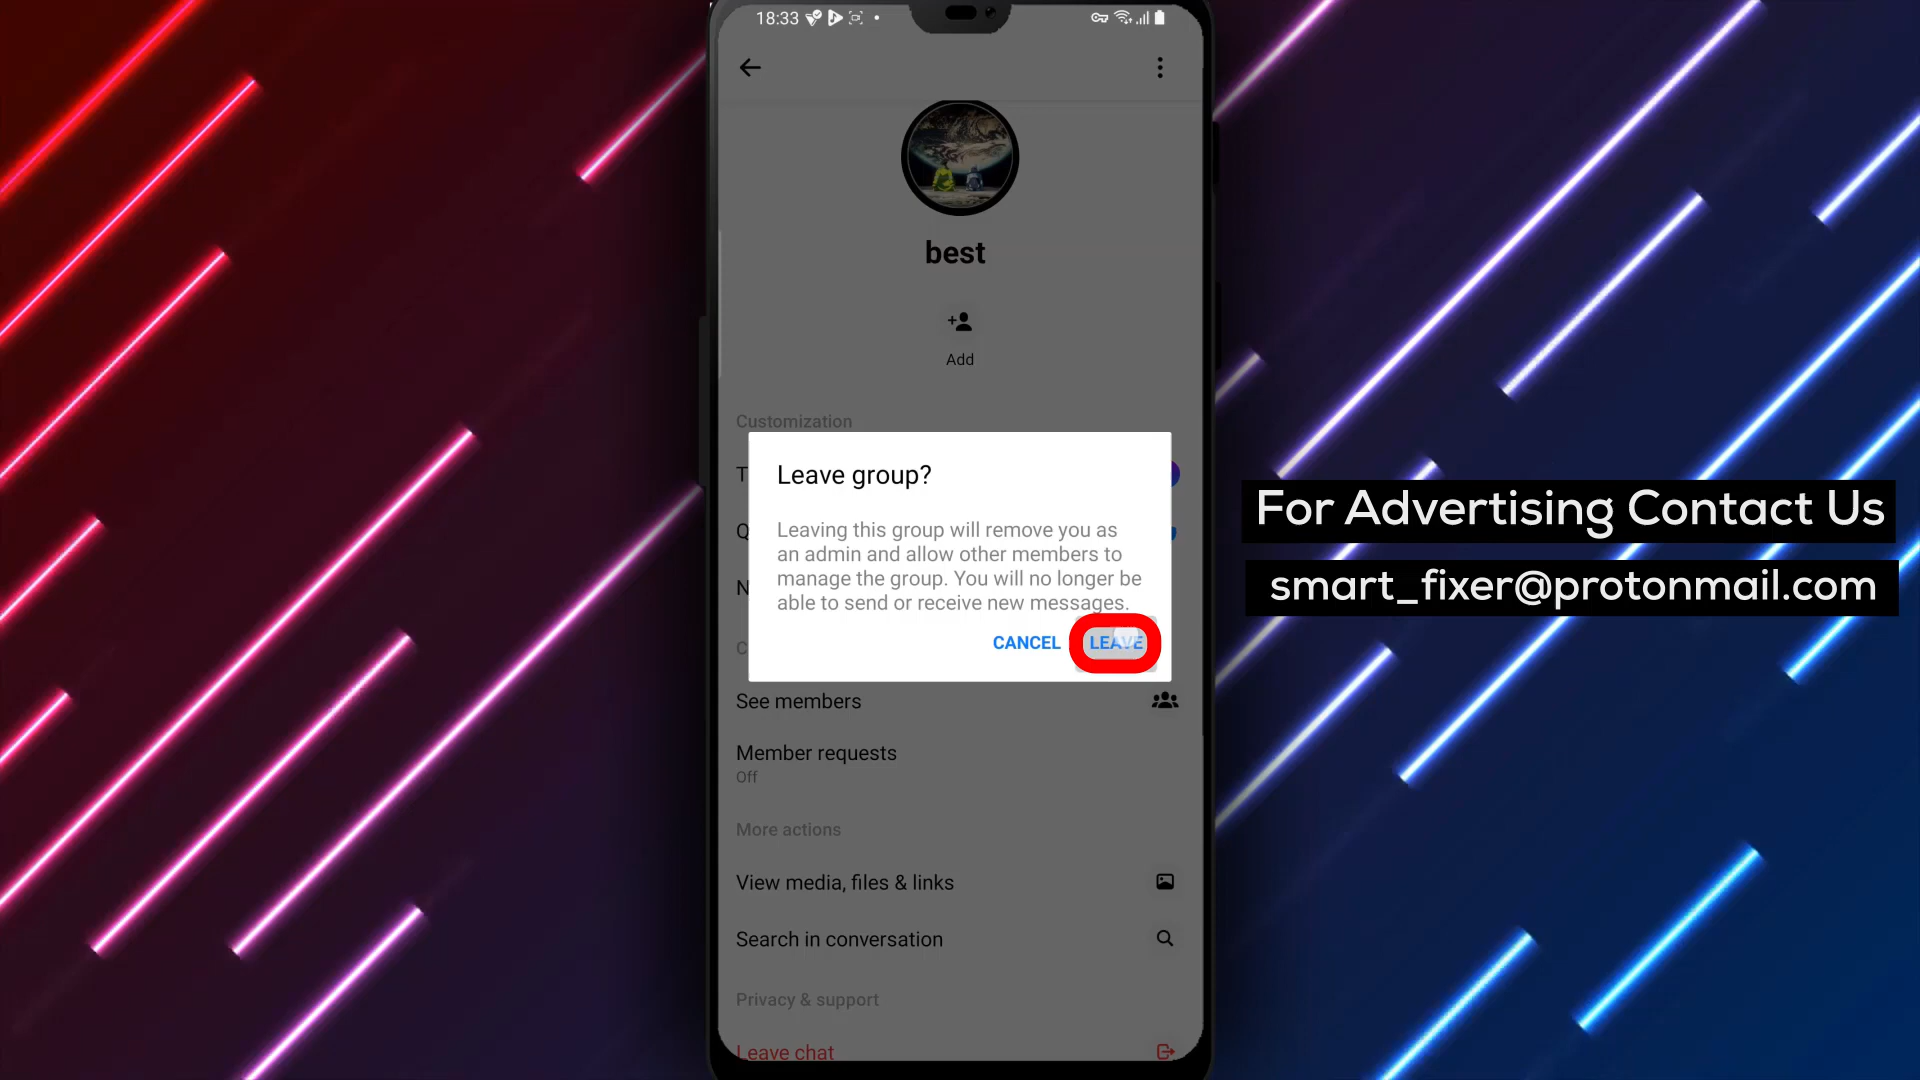 18:33
best
Add
Customization
T
Leave group?
Q
Leaving this group will remove you as
an admin and allow other members to
manage the group. You will no longer be
able to send or receive new messages.
N
CANCEL LEAVE
C
See members
Member requests
Off
More actions
View media, files & links
Search in conversation
Privacy & support
Leave chat
For Advertising Contact Us
smart_fixer@protonmail.com